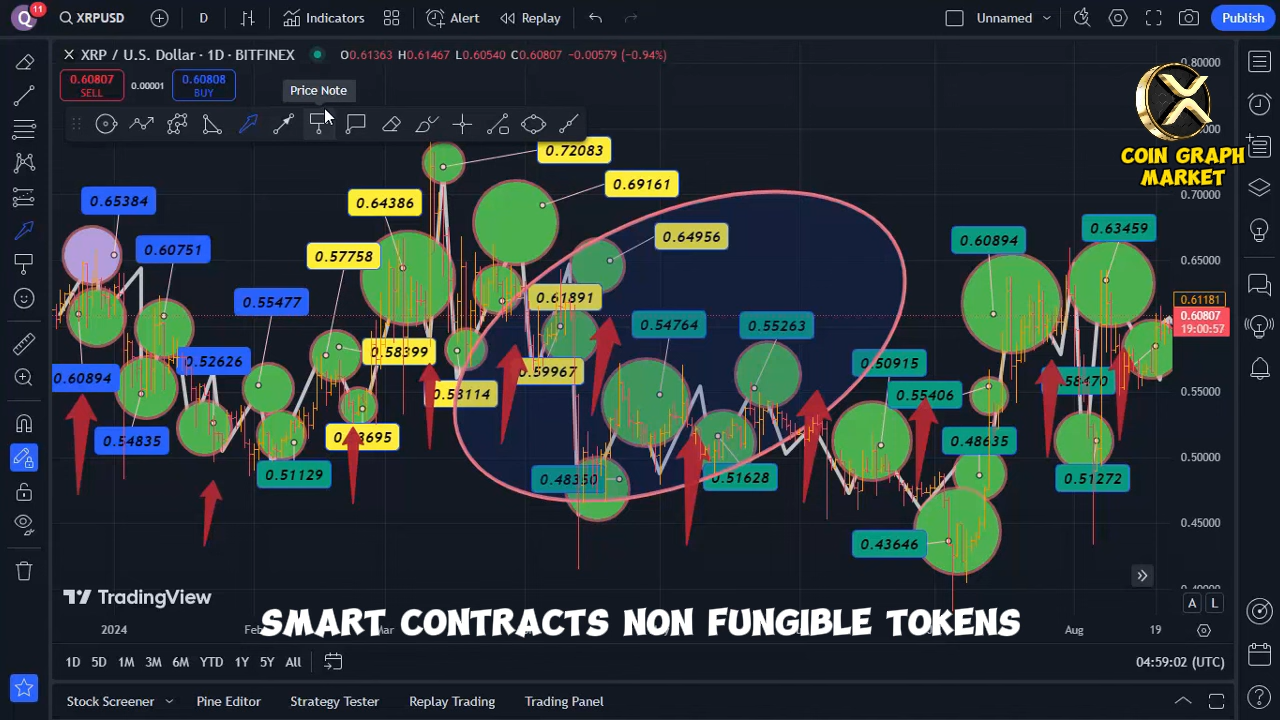 Q 11 XRPUSD D Indicators Alert Replay Unnamed Publish
XRP / U.S. Dollar · 1D · BITFINEX O0.61363 H0.61467 L0.60540 C0.60807 −0.00579 (−0.94%)
0.60807 SELL 0.00001 0.60808 BUY
Price Note
COIN GRAPH
MARKET
0.80000
0.70000
0.65000
0.61181
0.60807
19:00:57
0.55000
0.50000
0.45000
0.72083
0.69161
0.65384
0.64386
0.63459
0.64956
0.60894
0.60751
0.57758
0.61891
0.55477
0.54764
0.55263
0.52626
0.58399
0.50915
0.59967
0.60894
0.55406
0.54835
0.48635
0.51129
0.51628
0.51272
0.43646
TradingView
SMART CONTRACTS NON FUNGIBLE TOKENS
2024 Mar Aug 19
A L
1D 5D 1M 3M 6M YTD 1Y 5Y All 04:59:02 (UTC)
Stock Screener Pine Editor Strategy Tester Replay Trading Trading Panel